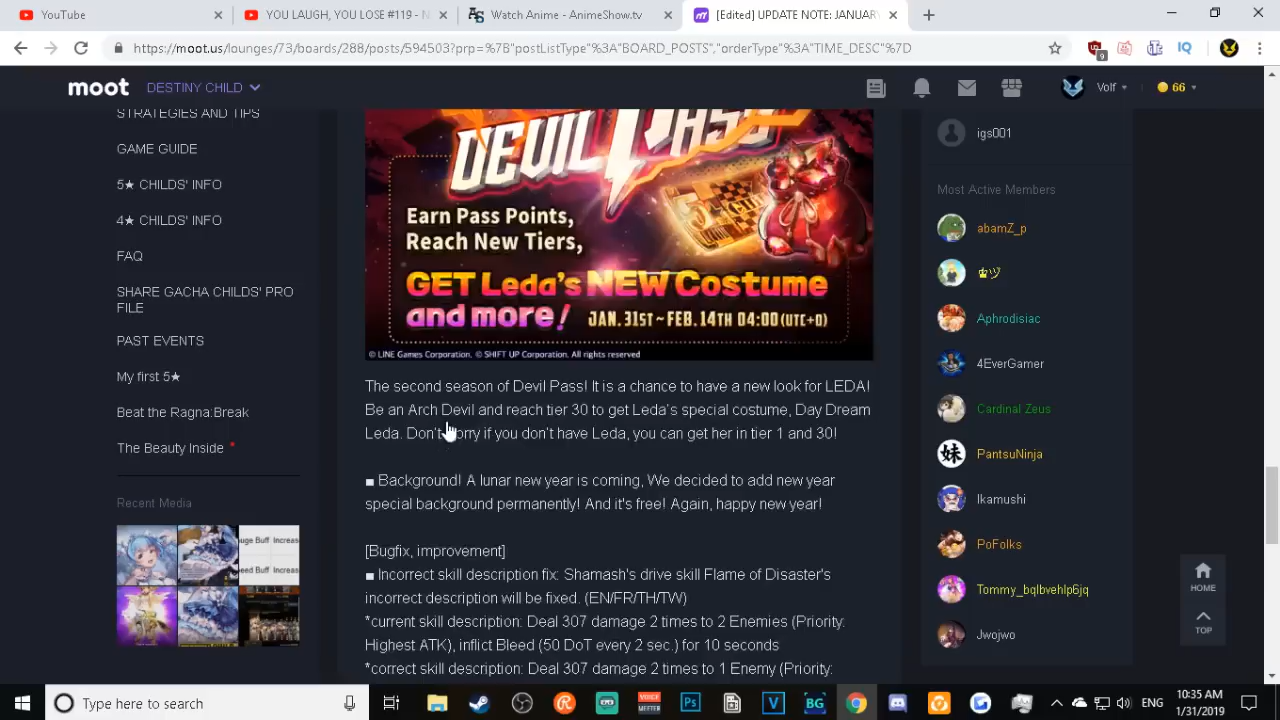 YouTube
YOU LAUGH, YOU LOSE #119 - N
Watch Anime - AnimeShow.tv
[Edited] UPDATE NOTE: JANUARY
https://moot.us/lounges/73/boards/288/posts/594503?prp=%7B"postListType"%3A"BOARD_POSTS","orderType"%3A"TIME_DESC"%7D
9
IQ
moot
DESTINY CHILD
Volf
66
STRATEGIES AND TIPS
GAME GUIDE
5★ CHILDS' INFO
4★ CHILDS' INFO
FAQ
SHARE GACHA CHILDS' PRO
FILE
PAST EVENTS
My first 5★
Beat the Ragna:Break
The Beauty Inside
Recent Media
DEVIL PASS
Earn Pass Points,
Reach New Tiers,
GET Leda's NEW Costume
and more! JAN. 31ST ~ FEB. 14TH 04:00 (UTC+0)
© LINE Games Corporation, © SHIFT UP Corporation. All rights reserved
The second season of Devil Pass! It is a chance to have a new look for LEDA!
Be an Arch Devil and reach tier 30 to get Leda's special costume, Day Dream
Leda. Don't worry if you don't have Leda, you can get her in tier 1 and 30!
■ Background! A lunar new year is coming, We decided to add new year
special background permanently! And it's free! Again, happy new year!
[Bugfix, improvement]
■ Incorrect skill description fix: Shamash's drive skill Flame of Disaster's
incorrect description will be fixed. (EN/FR/TH/TW)
*current skill description: Deal 307 damage 2 times to 2 Enemies (Priority:
Highest ATK), inflict Bleed (50 DoT every 2 sec.) for 10 seconds
*correct skill description: Deal 307 damage 2 times to 1 Enemy (Priority:
igs001
Most Active Members
abamZ_p
Aphrodisiac
4EverGamer
Cardinal Zeus
妹
PantsuNinja
Ikamushi
PoFolks
Tommy_bqlbvehlp6jq
Jwojwo
HOME
TOP
Type here to search
VOICE
MEETER
Ps
V
BG
ENG
10:35 AM
1/31/2019